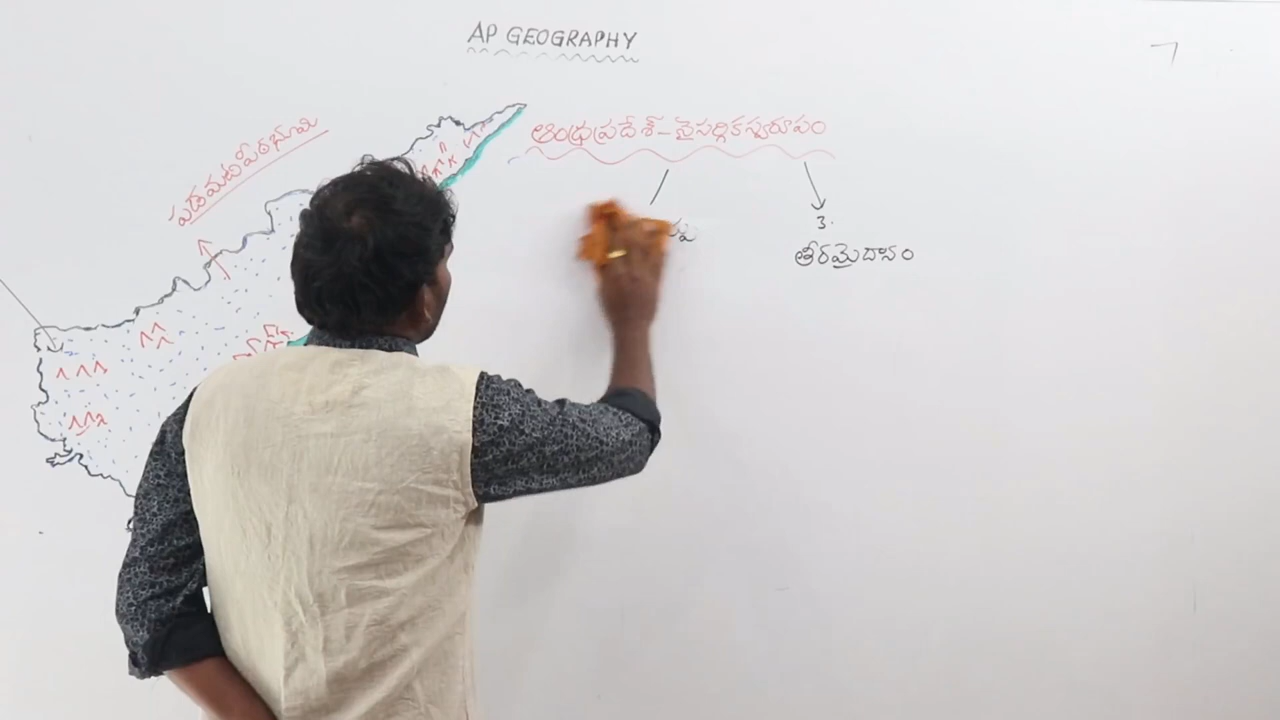 AP GEOGRAPHY
పడమటిపీఠభూమి
ఆంధ్రప్రదేశ్ – నైసర్గికస్వరూపం
3.
తీరమైదానం